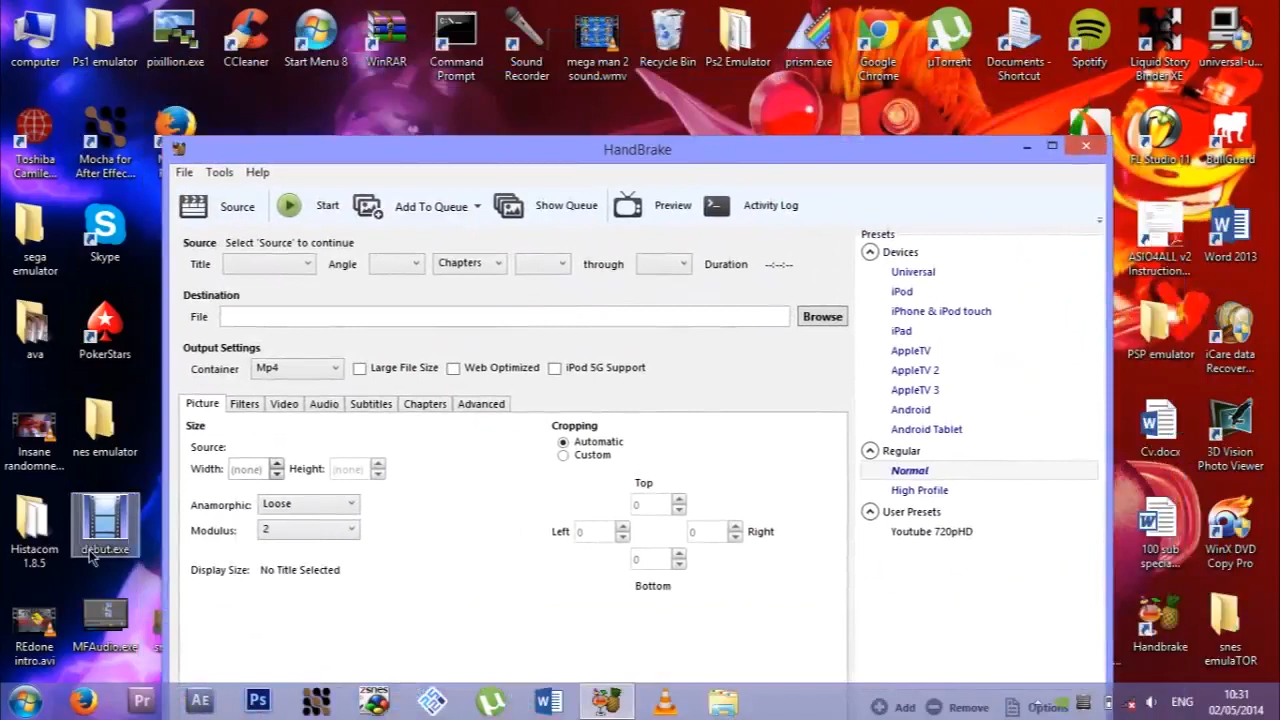 computer
Ps1 emulator
pixillion.exe
CCleaner
Start Menu 8
WinRAR
Command
Prompt
Sound
Recorder
mega man 2
sound.wmv
Recycle Bin
Ps2 Emulator
prism.exe
Google
Chrome
µTorrent
Documents -
Shortcut
Spotify
Liquid Story
Binder XE
universal-u...
Toshiba
Camile...
Mocha for
After Effec...
FL Studio 11
BullGuard
sega
emulator
Skype
ASIO4ALL v2
Instruction...
Word 2013
ava
PokerStars
PSP emulator
iCare data
Recover...
Insane
randomne...
nes emulator
Cv.docx
3D Vision
Photo Viewer
Histacom
1.8.5
debut.exe
100 sub
specia...
WinX DVD
Copy Pro
REdone
intro.avi
MFAudio.exe
Handbrake
snes
emulaTOR
HandBrake
File Tools Help
Source Start Add To Queue Show Queue Preview Activity Log
Source Select 'Source' to continue
Title Angle Chapters through Duration --:--:--
Destination
File Browse
Output Settings
Container Mp4 Large File Size Web Optimized iPod 5G Support
Picture Filters Video Audio Subtitles Chapters Advanced
Size
Source:
Width: (none) Height: (none)
Anamorphic: Loose
Modulus: 2
Display Size: No Title Selected
Cropping
Automatic
Custom
Top
0
Left 0 0 Right
0
Bottom
Presets
Devices
Universal
iPod
iPhone & iPod touch
iPad
AppleTV
AppleTV 2
AppleTV 3
Android
Android Tablet
Regular
Normal
High Profile
User Presets
Youtube 720pHD
Add Remove Options
Pr Ae Ps
ENG
10:31
02/05/2014